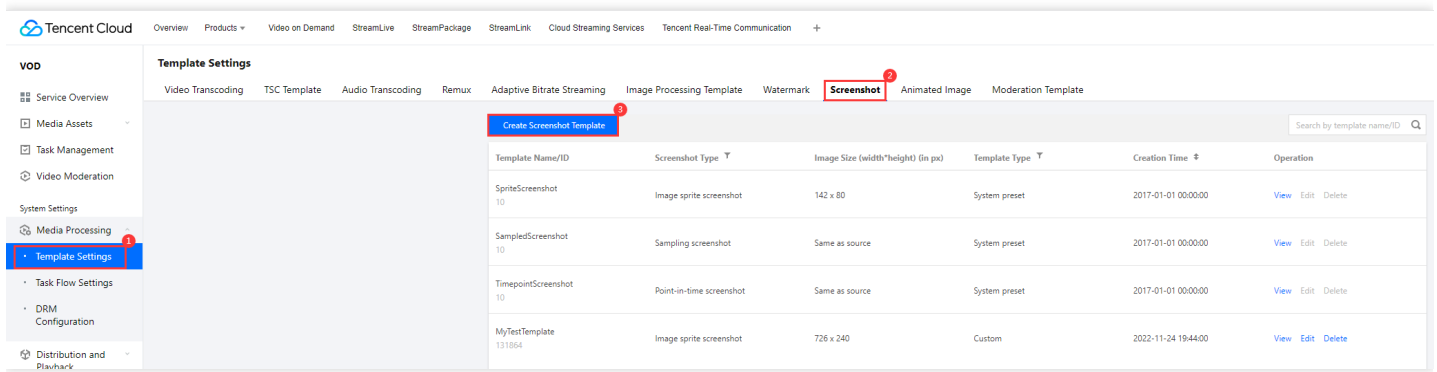 Tencent Cloud Overview Products Video on Demand StreamLive StreamPackage StreamLink Cloud Streaming Services Tencent Real-Time Communication +
VOD
Service Overview
Media Assets
Task Management
Video Moderation
System Settings
Media Processing
1
Template Settings
Task Flow Settings
DRM
Configuration
Distribution and
Playback
Template Settings
2
Video Transcoding TSC Template Audio Transcoding Remux Adaptive Bitrate Streaming Image Processing Template Watermark Screenshot Animated Image Moderation Template
3
Create Screenshot Template Search by template name/ID
Template Name/ID Screenshot Type Image Size (width*height) (in px) Template Type Creation Time Operation
SpriteScreenshot
10
Image sprite screenshot 142 x 80 System preset 2017-01-01 00:00:00 View Edit Delete
SampledScreenshot
10
Sampling screenshot Same as source System preset 2017-01-01 00:00:00 View Edit Delete
TimepointScreenshot
10
Point-in-time screenshot Same as source System preset 2017-01-01 00:00:00 View Edit Delete
MyTestTemplate
131864
Image sprite screenshot 726 x 240 Custom 2022-11-24 19:44:00 View Edit Delete